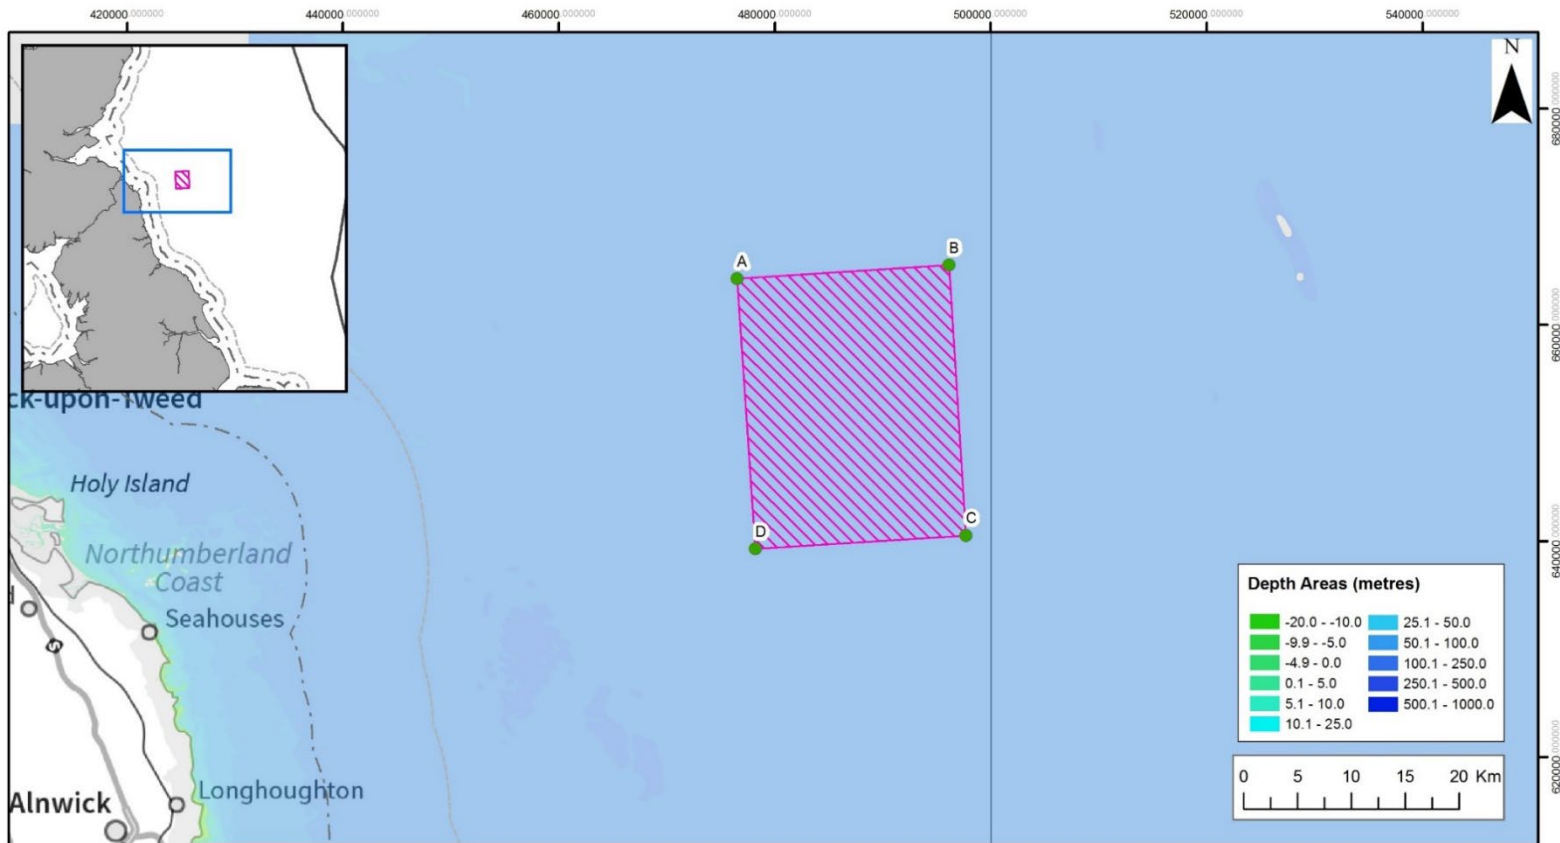 420000.000000
440000.000000
460000.000000
480000.000000
500000.000000
520000.000000
540000.000000
N
680000.000000
660000.000000
640000.000000
620000.000000
A
B
C
D
ck-upon-Tweed
Holy Island
Northumberland
Coast
Seahouses
Longhoughton
Alnwick
Depth Areas (metres)
-20.0 - -10.0
-9.9 - -5.0
-4.9 - 0.0
0.1 - 5.0
5.1 - 10.0
10.1 - 25.0
25.1 - 50.0
50.1 - 100.0
100.1 - 250.0
250.1 - 500.0
500.1 - 1000.0
0 5 10 15 20 Km